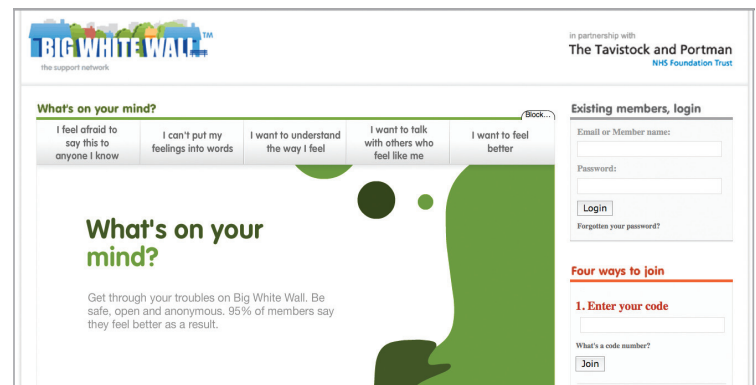 BIG WHITE WALL™
the support network
in partnership with
The Tavistock and Portman
NHS Foundation Trust
What's on your mind?
Block...
I feel afraid to
say this to
anyone I know
I can't put my
feelings into words
I want to understand
the way I feel
I want to talk
with others who
feel like me
I want to feel
better
What's on your
mind?
Get through your troubles on Big White Wall. Be
safe, open and anonymous. 95% of members say
they feel better as a result.
Existing members, login
Email or Member name:
Password:
Login
Forgotten your password?
Four ways to join
1. Enter your code
What's a code number?
Join